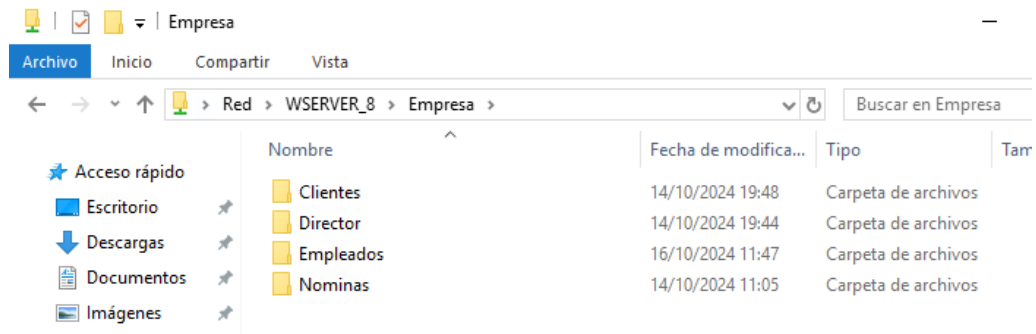 Empresa
Archivo Inicio Compartir Vista
Red > WSERVER_8 > Empresa > Buscar en Empresa
Nombre Fecha de modifica... Tipo Tam
Acceso rápido
Escritorio
Descargas
Documentos
Imágenes
Clientes 14/10/2024 19:48 Carpeta de archivos
Director 14/10/2024 19:44 Carpeta de archivos
Empleados 16/10/2024 11:47 Carpeta de archivos
Nominas 14/10/2024 11:05 Carpeta de archivos